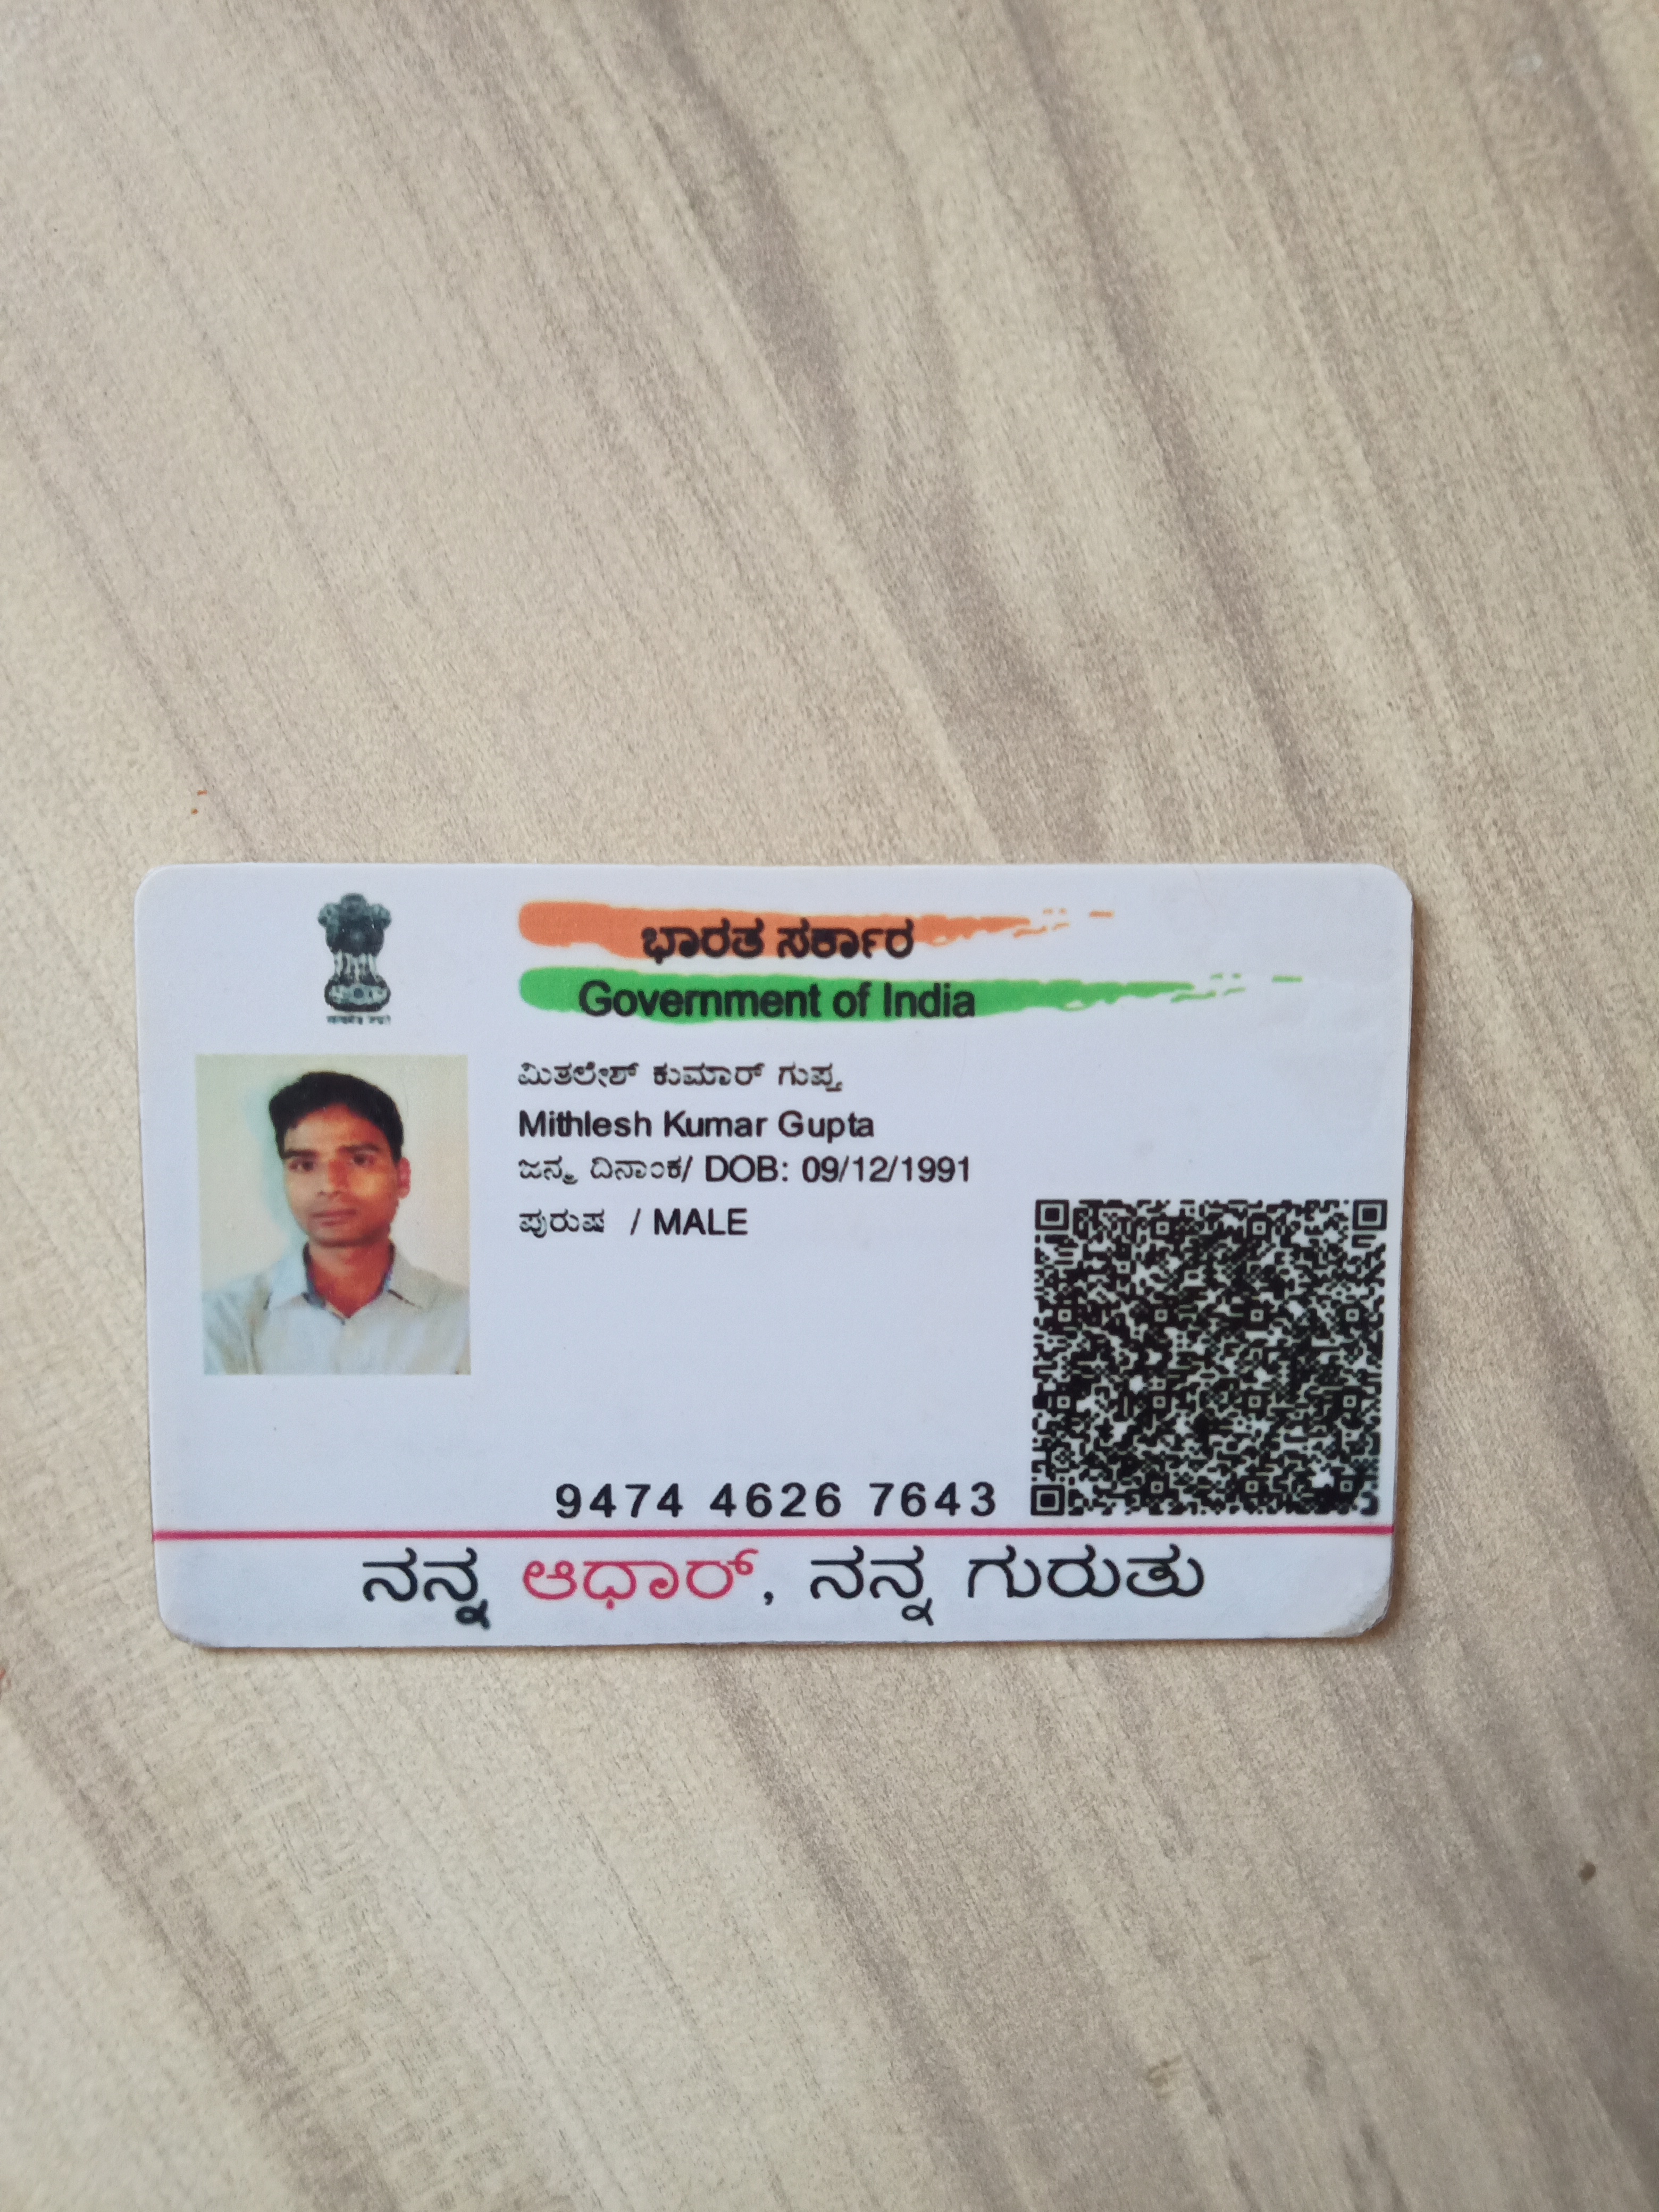 ಭಾರತ ಸರ್ಕಾರ
Government of India
ಮಿತಲೇಶ್ ಕುಮಾರ್ ಗುಪ್ತ
Mithlesh Kumar Gupta
ಜನ್ಮ ದಿನಾಂಕ/ DOB: 09/12/1991
ಪುರುಷ / MALE
9474 4626 7643
ನನ್ನ ಆಧಾರ್, ನನ್ನ ಗುರುತು